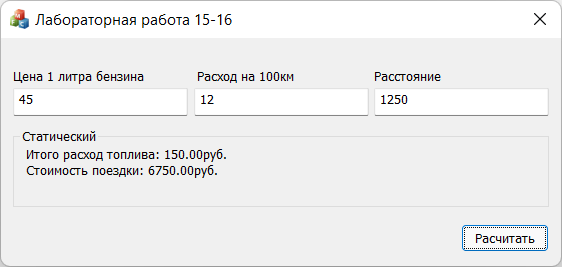 Лабораторная работа 15-16
Цена 1 литра бензина
Расход на 100км
Расстояние
45
12
1250
Статический
Итого расход топлива: 150.00руб.
Стоимость поездки: 6750.00руб.
Расчитать